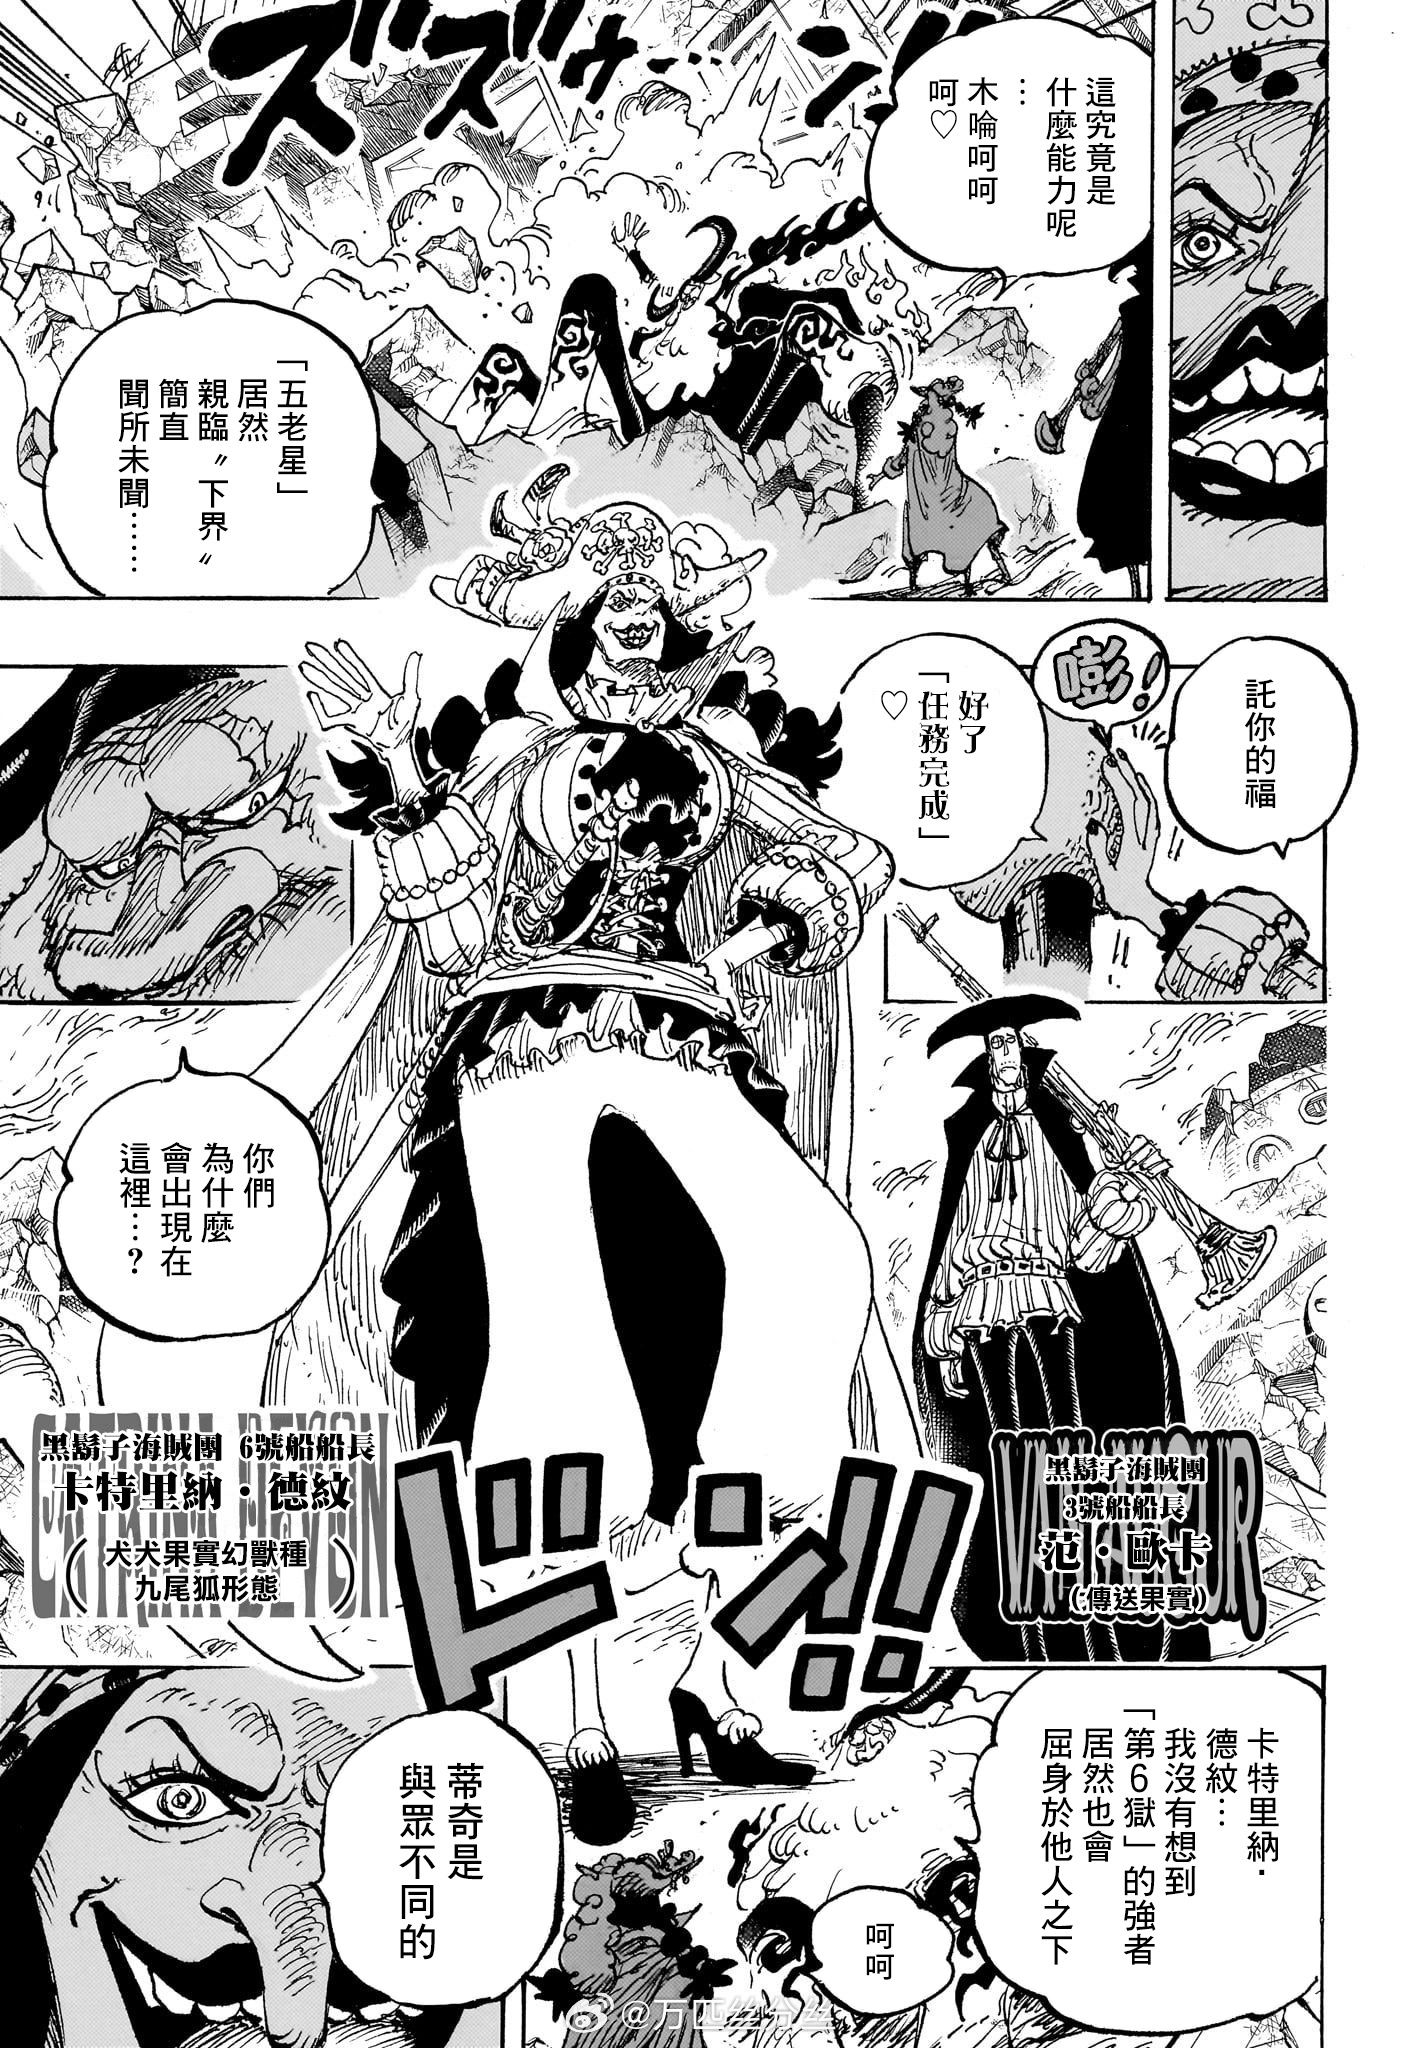 這究竟是
什麼能力呢
…
木喻呵呵
呵♡
ズズゥ…ン
「五老星」
居然
親臨〝下界〟
簡直
聞所未聞……
託你的福
嘭!
好了
「任務完成」
♡
你們
為什麼
會出現在
這裡…?
VAN AUGUR
黑鬍子海賊團
3號船船長
范・歐卡
(傳送果實)
CATRINA DEVON
黑鬍子海賊團 6號船船長
卡特里納・德紋
(犬犬果實幻獸種
九尾狐形態)
ドン!!
卡特里納・
德紋…
我沒有想到
「第6獄」的強者
居然也會
屈身於他人之下
呵呵
蒂奇是
與眾不同的
@万匹丝分丝